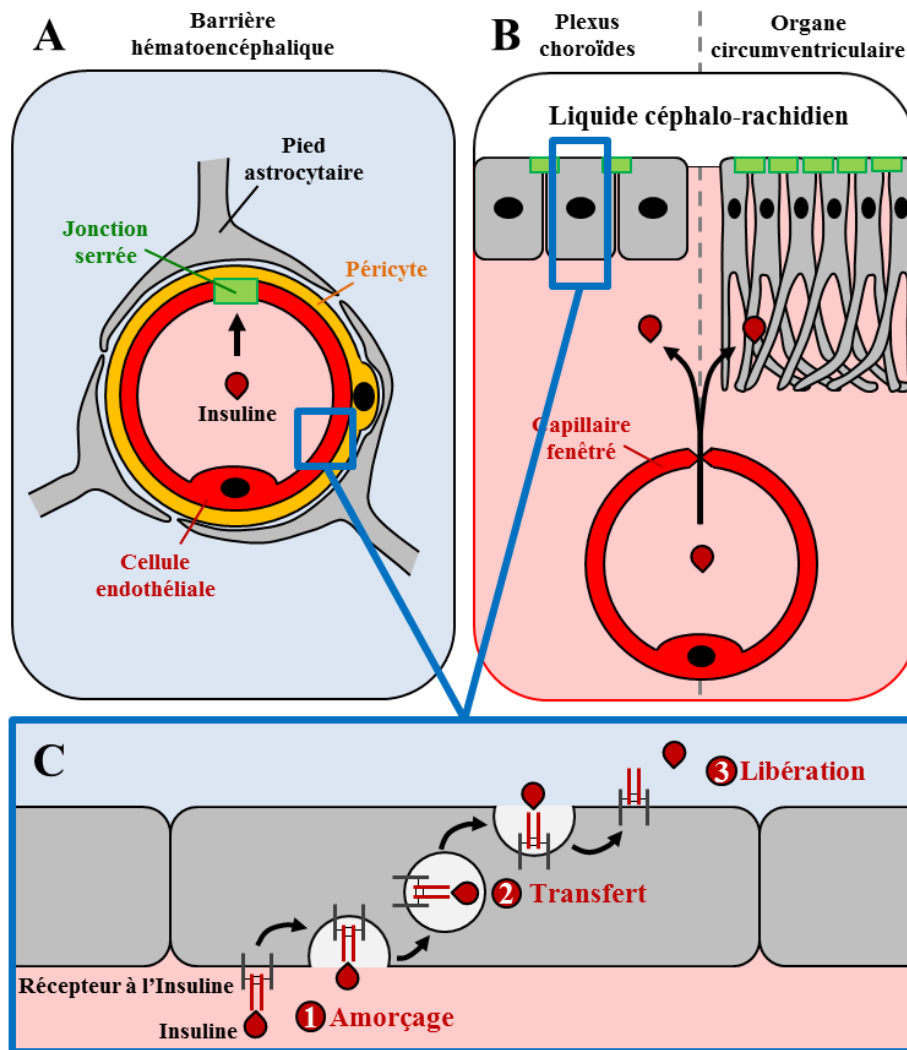 A
Barrière
hématoencéphalique
Pied
astrocytaire
Jonction
serrée
Péricyte
Insuline
Cellule
endothéliale
B
Plexus
choroïdes
Organe
circumventriculaire
Liquide céphalo-rachidien
Capillaire
fenêtré
C
3 Libération
2 Transfert
Récepteur à l’Insuline
1 Amorçage
Insuline